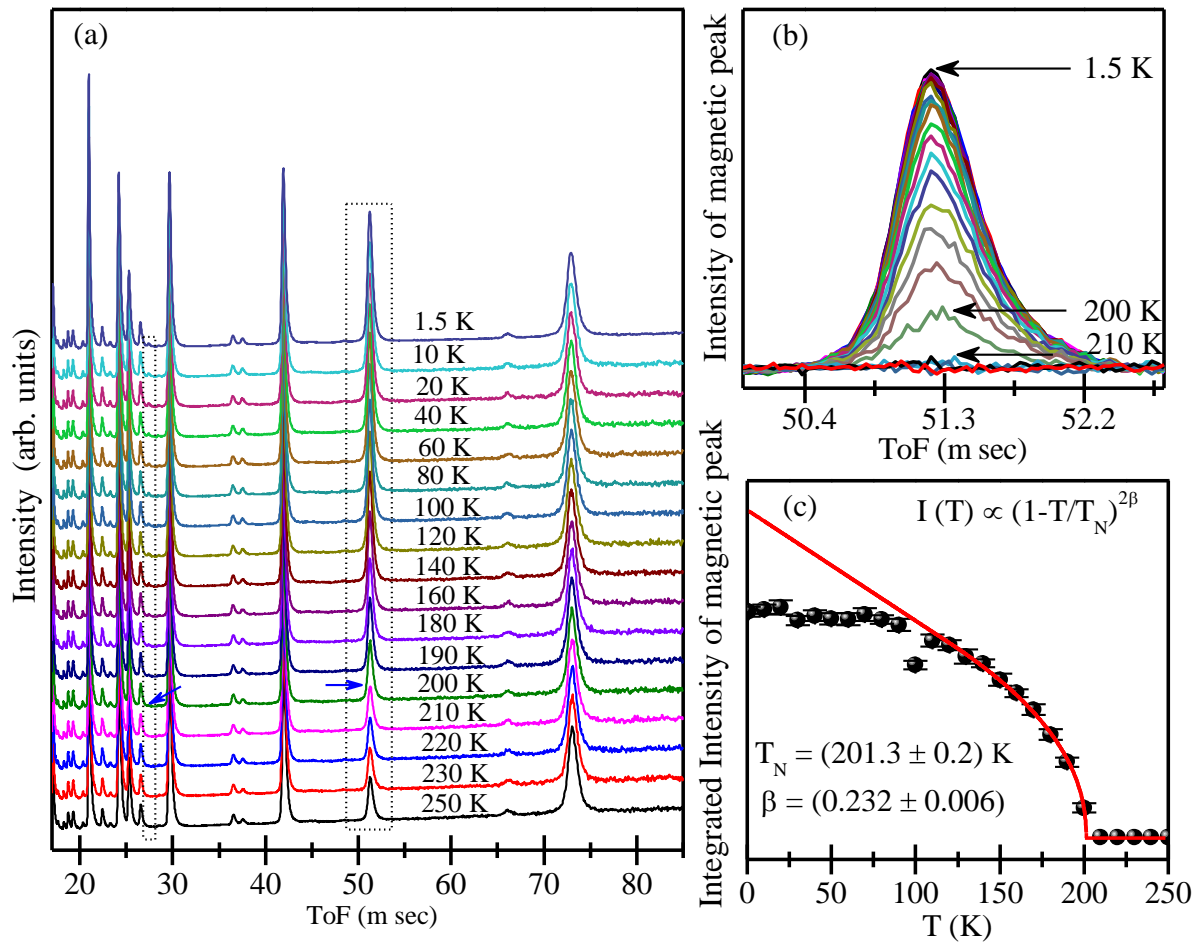 (a)
Intensity (arb. units)
1.5 K
10 K
20 K
40 K
60 K
80 K
100 K
120 K
140 K
160 K
180 K
190 K
200 K
210 K
220 K
230 K
250 K
20 30 40 50 60 70 80
ToF (m sec)
(b)
Intensity of magnetic peak
1.5 K
200 K
210 K
50.4 51.3 52.2
ToF (m sec)
(c)
I (T) ∝ (1-T/T_N)^{2β}
Integrated Intensity of magnetic peak
T_N = (201.3 ± 0.2) K
β = (0.232 ± 0.006)
0 50 100 150 200 250
T (K)